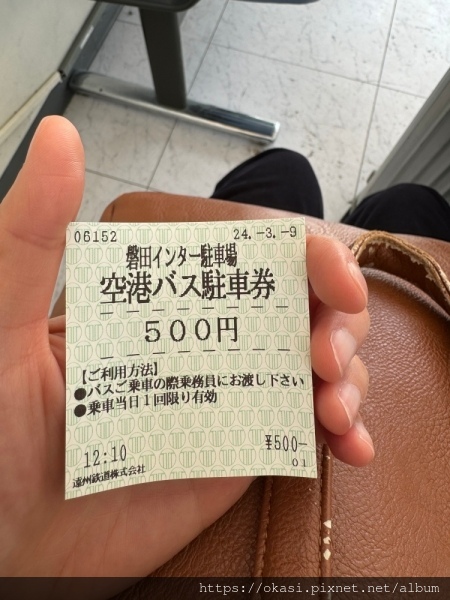 06152 24.-3.-9
磐田インター駐車場
空港バス駐車券
500円
【ご利用方法】
●バスご乗車の際乗務員にお渡し下さい
●乗車当日1回限り有効
12:10 ¥500-
01
遠州鉄道株式会社
https://okasi.pixnet.net/album